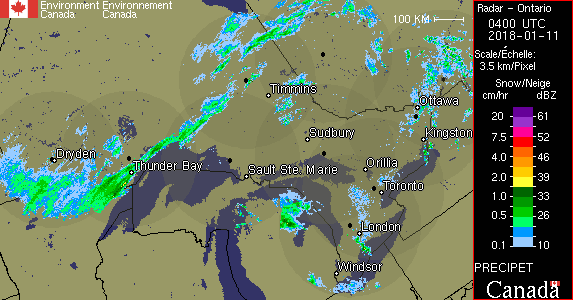 Environment Environnement
Canada Canada
100 KM
Radar - Ontario
0400 UTC
2018-01-11
Scale/Échelle:
3.5 km/Pixel
Snow/Neige
cm/hr dBZ
20 61
7.5 52
4.0 46
2.0 39
1.0 33
0.5 26
0.1 10
PRECIPET
Canada
Timmins
Ottawa
Sudbury
Kingston
Dryden
Thunder Bay
Sault Ste. Marie
Orillia
Toronto
London
Windsor